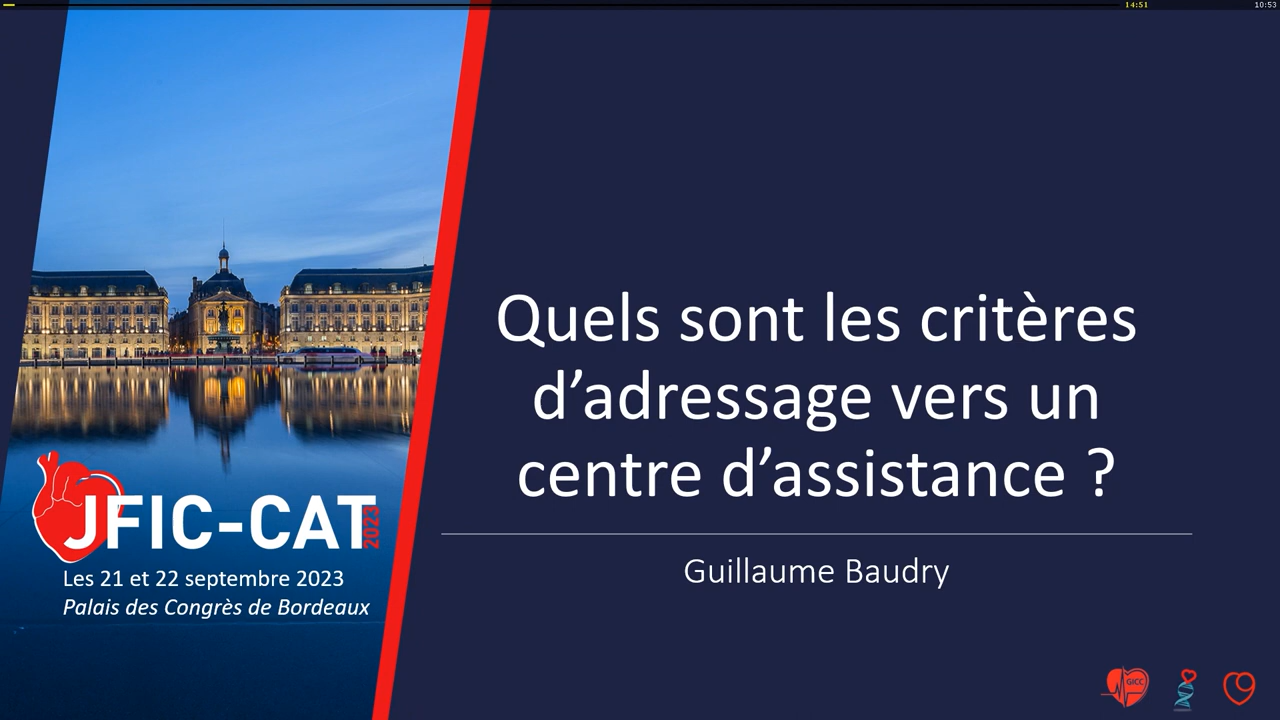 14:51
10:53
Quels sont les critères
d’adressage vers un
centre d’assistance ?
Guillaume Baudry
JFIC-CAT
2023
Les 21 et 22 septembre 2023
Palais des Congrès de Bordeaux
GICC